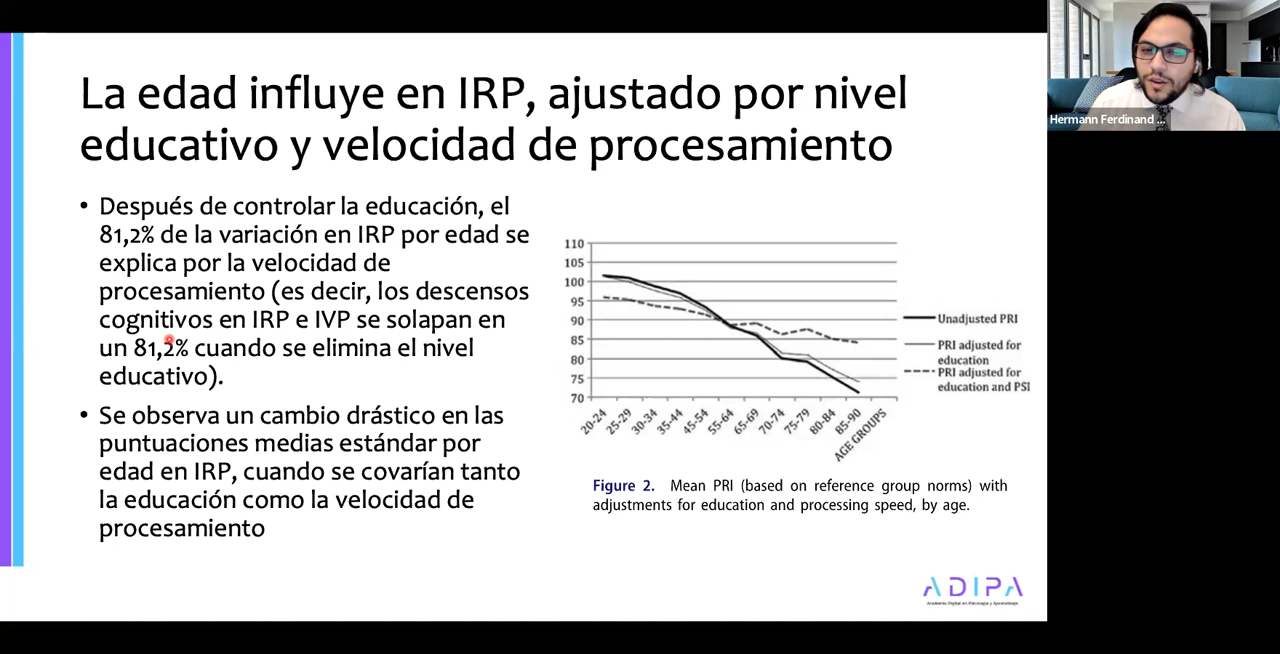 La edad influye en IRP, ajustado por nivel
educativo y velocidad de procesamiento
• Después de controlar la educación, el
81,2% de la variación en IRP por edad se
explica por la velocidad de
procesamiento (es decir, los descensos
cognitivos en IRP e IVP se solapan en
un 81,2% cuando se elimina el nivel
educativo).
• Se observa un cambio drástico en las
puntuaciones medias estándar por
edad en IRP, cuando se covarían tanto
la educación como la velocidad de
procesamiento
110
105
100
95
90
85
80
75
70
20-24
25-29
30-34
35-44
45-54
55-64
65-69
70-74
75-79
80-84
85-90
AGE GROUPS
Unadjusted PRI
PRI adjusted for
education
PRI adjusted for
education and PSI
Figure 2. Mean PRI (based on reference group norms) with
adjustments for education and processing speed, by age.
ADIPA
Academia Digital en Psicología y Aprendizaje
Hermann Ferdinand ...